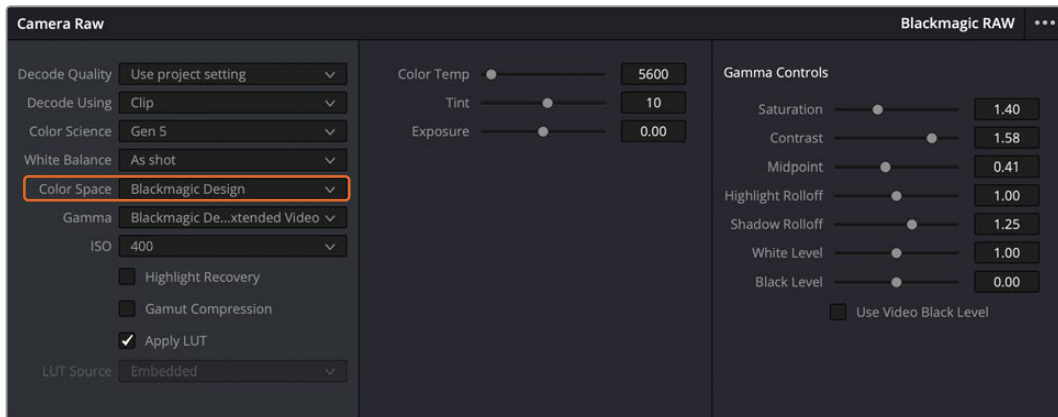 Camera Raw
Blackmagic RAW
Decode Quality Use project setting
Decode Using Clip
Color Science Gen 5
White Balance As shot
Color Space Blackmagic Design
Gamma Blackmagic De...xtended Video
ISO 400
Highlight Recovery
Gamut Compression
Apply LUT
LUT Source Embedded
Color Temp 5600
Tint 10
Exposure 0.00
Gamma Controls
Saturation 1.40
Contrast 1.58
Midpoint 0.41
Highlight Rolloff 1.00
Shadow Rolloff 1.25
White Level 1.00
Black Level 0.00
Use Video Black Level